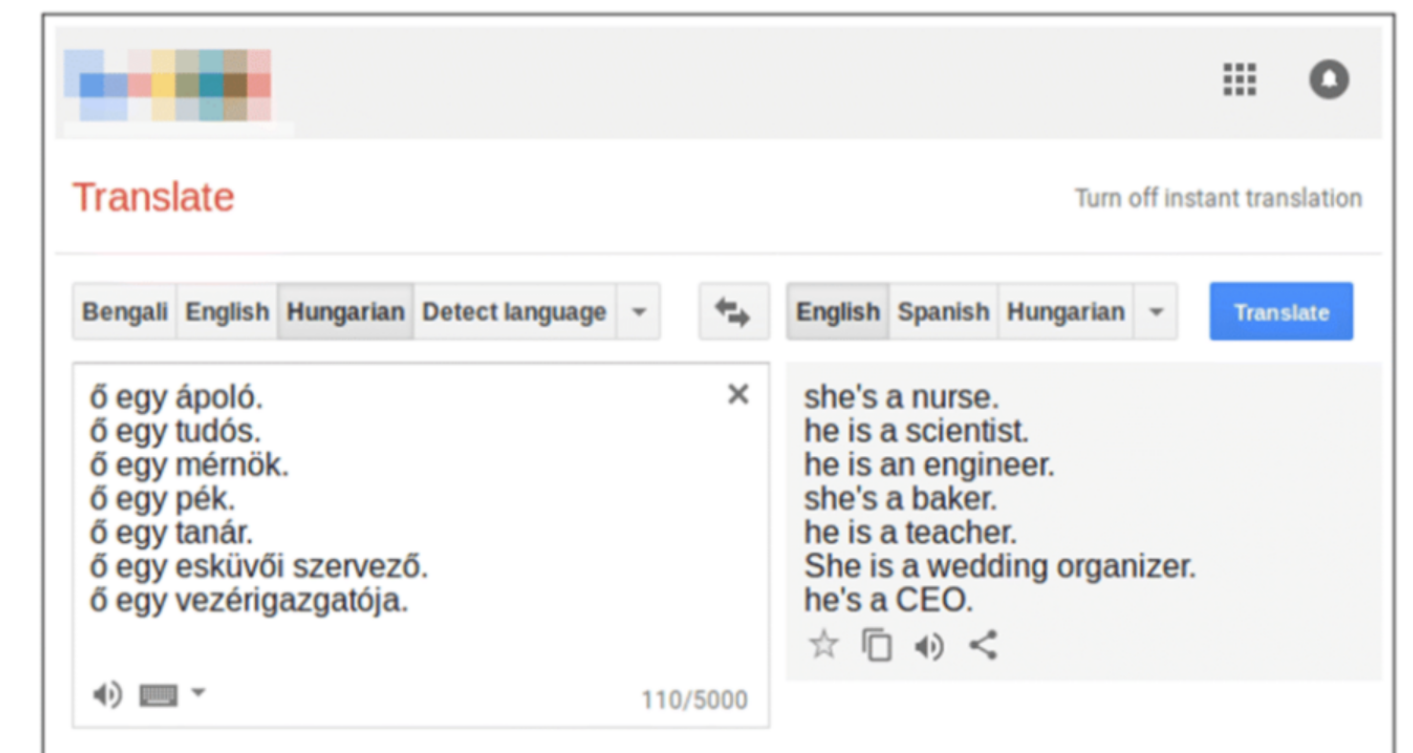 Translate
Turn off instant translation
Bengali English Hungarian Detect language
English Spanish Hungarian
Translate
ő egy ápoló.
ő egy tudós.
ő egy mérnök.
ő egy pék.
ő egy tanár.
ő egy esküvői szervező.
ő egy vezérigazgatója.
110/5000
she's a nurse.
he is a scientist.
he is an engineer.
she's a baker.
he is a teacher.
She is a wedding organizer.
he's a CEO.